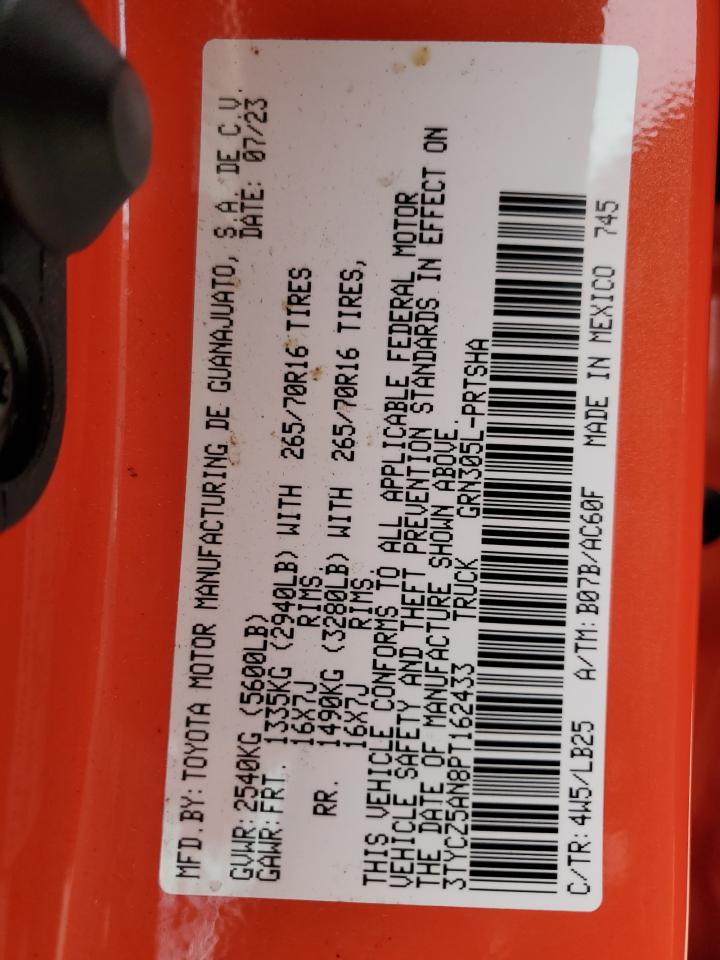 MFD.BY:TOYOTA MOTOR MANUFACTURING DE GUANAJUATO, S.A. DE C.V.
DATE: 07/23
GVWR:2540KG (5600LB)
GAWR:FRT. 1335KG (2940LB) WITH 265/70R16 TIRES
16X7J RIMS,
RR. 1490KG (3280LB) WITH 265/70R16 TIRES,
16X7J RIMS.
THIS VEHICLE CONFORMS TO ALL APPLICABLE FEDERAL MOTOR
VEHICLE SAFETY AND THEFT PREVENTION STANDARDS IN EFFECT ON
THE DATE OF MANUFACTURE SHOWN ABOVE.
3TYCZ5AN8PT162433 TRUCK GRN305L-PRTSHA
C/TR:4W5/LB25 A/TM:B07B/AC60F MADE IN MEXICO 745